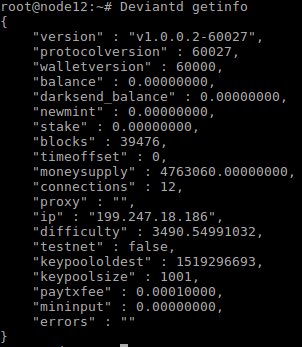 root@node12:~# Deviantd getinfo
{
"version" : "v1.0.0.2-60027",
"protocolversion" : 60027,
"walletversion" : 60000,
"balance" : 0.00000000,
"darksend_balance" : 0.00000000,
"newmint" : 0.00000000,
"stake" : 0.00000000,
"blocks" : 39476,
"timeoffset" : 0,
"moneysupply" : 4763060.00000000,
"connections" : 12,
"proxy" : "",
"ip" : "199.247.18.186",
"difficulty" : 3490.54991032,
"testnet" : false,
"keypoololdest" : 1519296693,
"keypoolsize" : 1001,
"paytxfee" : 0.00010000,
"mininput" : 0.00000000,
"errors" : ""
}